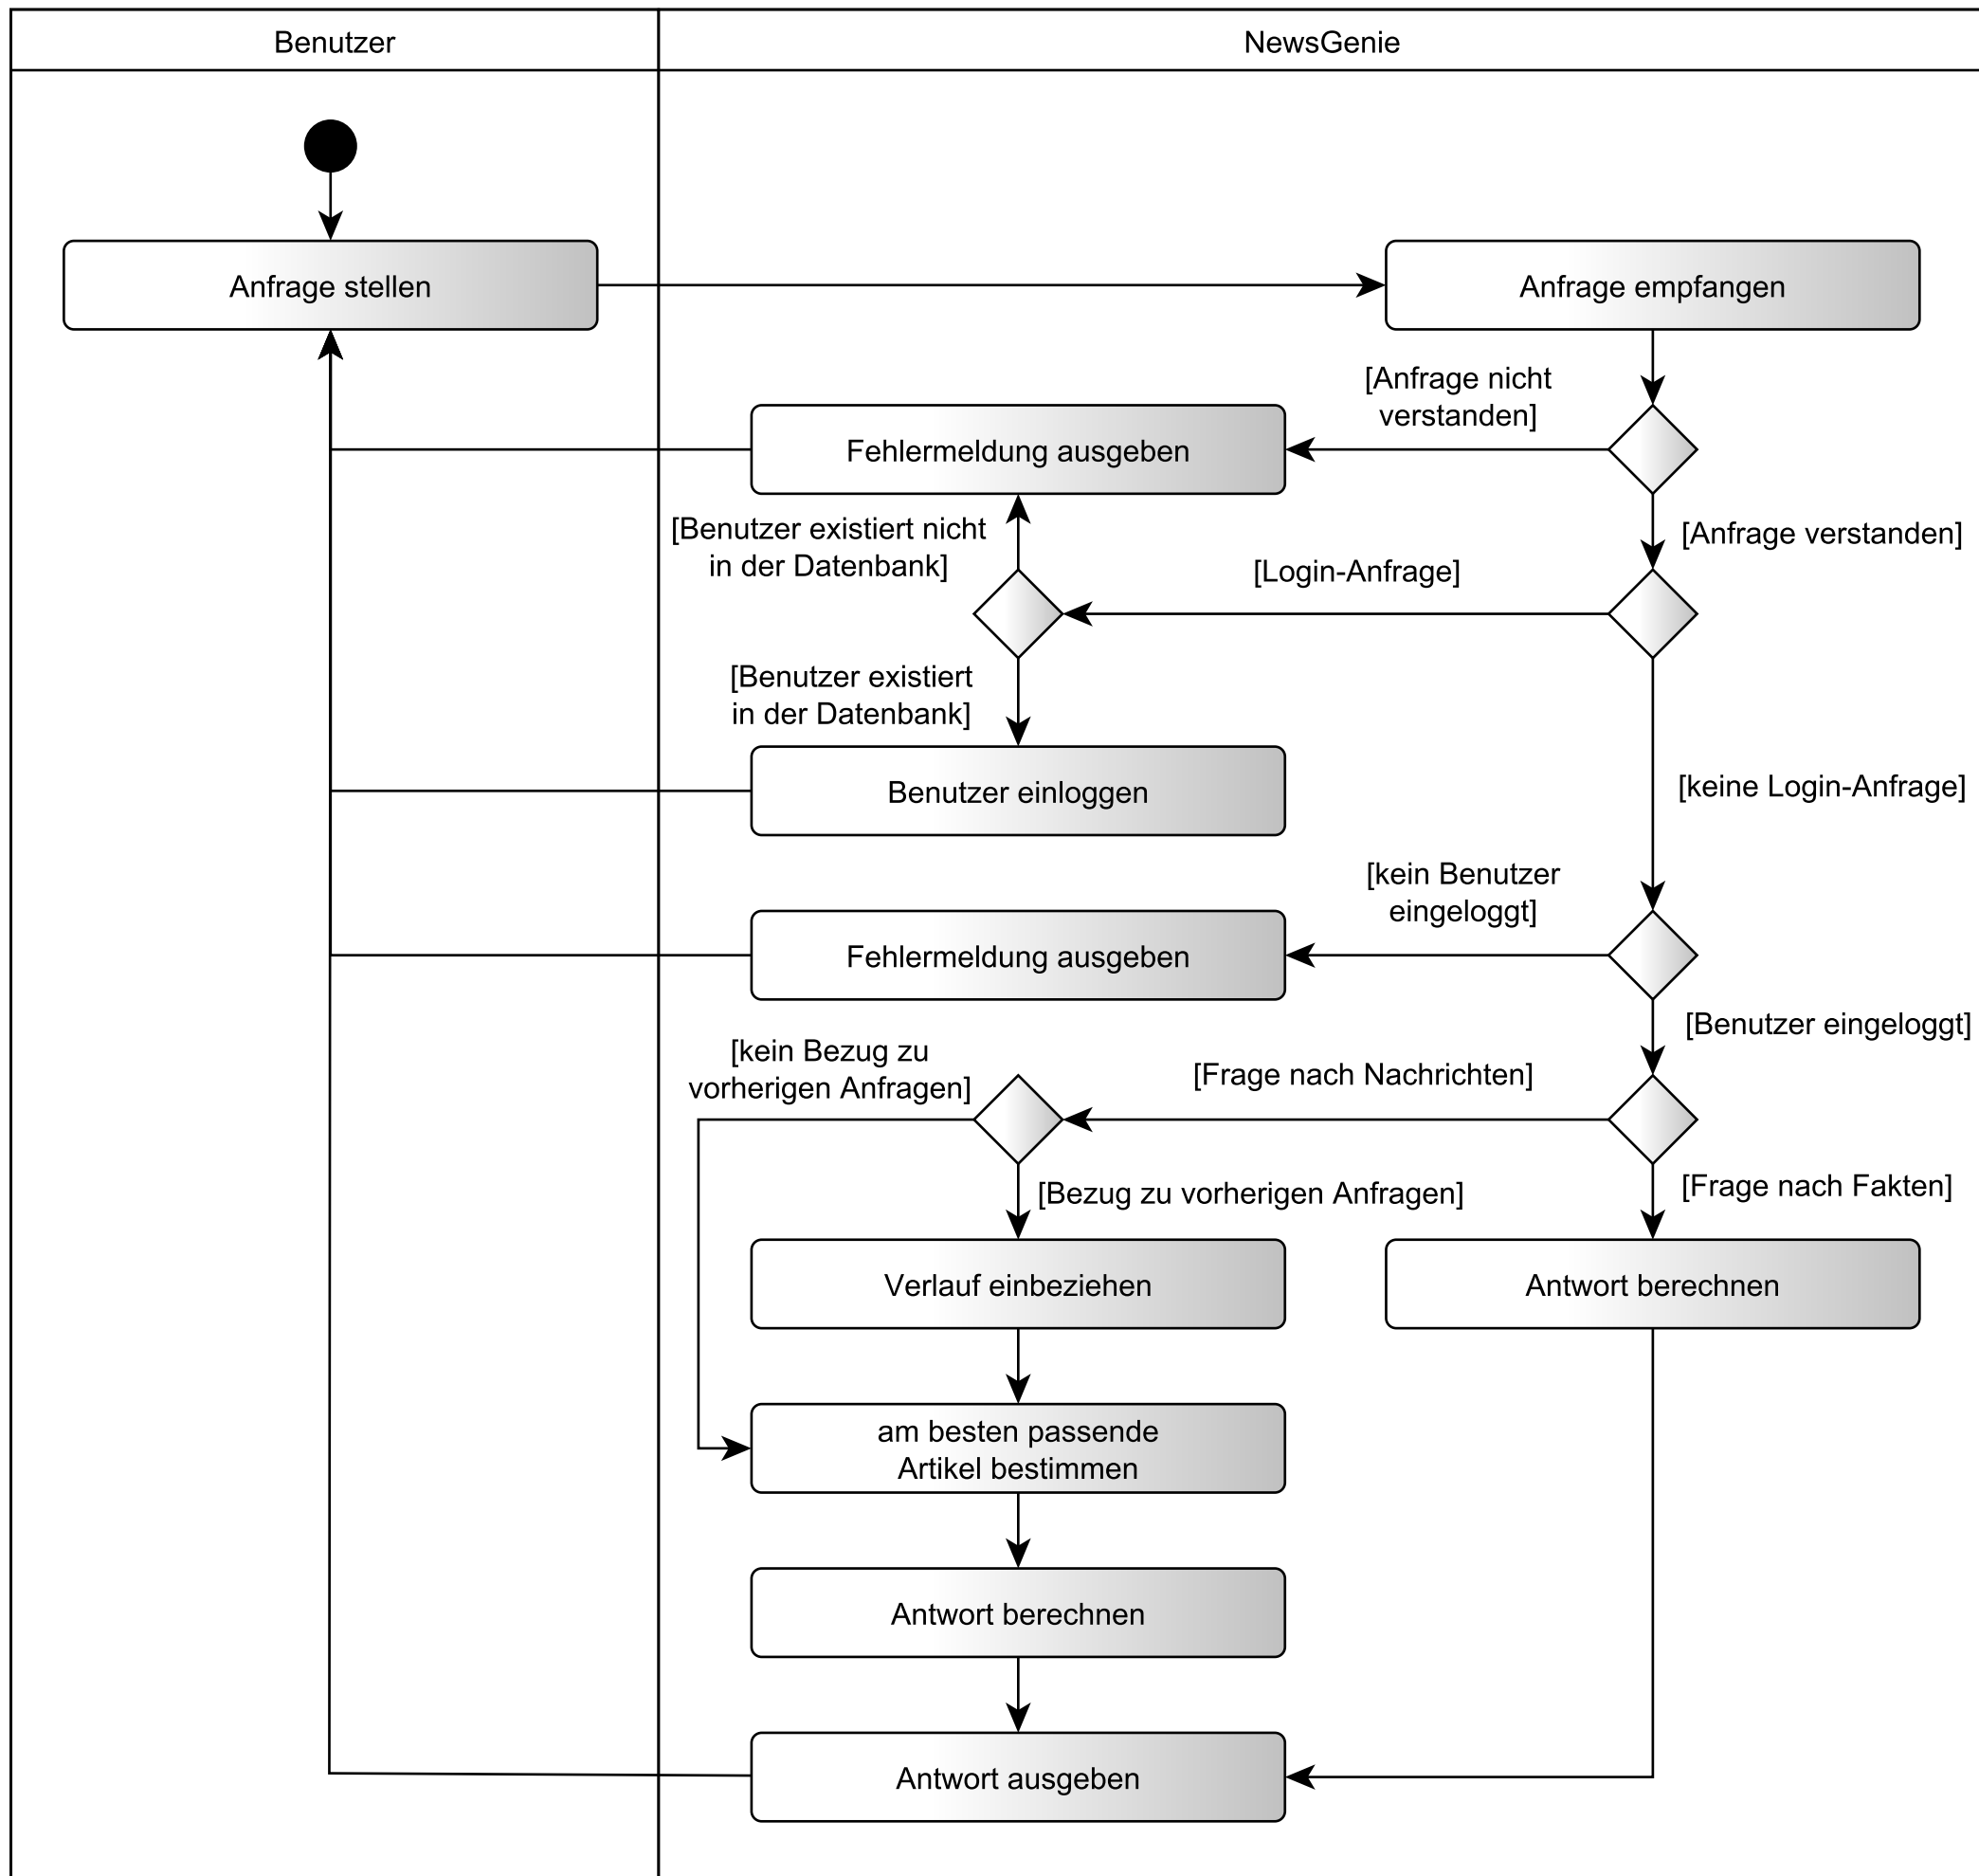 Benutzer
NewsGenie
Anfrage stellen
Anfrage empfangen
[Anfrage nicht
verstanden]
Fehlermeldung ausgeben
[Anfrage verstanden]
[Benutzer existiert nicht
in der Datenbank]
[Login-Anfrage]
[Benutzer existiert
in der Datenbank]
Benutzer einloggen
[keine Login-Anfrage]
[kein Benutzer
eingeloggt]
Fehlermeldung ausgeben
[Benutzer eingeloggt]
[kein Bezug zu
vorherigen Anfragen]
[Frage nach Nachrichten]
[Bezug zu vorherigen Anfragen]
[Frage nach Fakten]
Verlauf einbeziehen
Antwort berechnen
am besten passende
Artikel bestimmen
Antwort berechnen
Antwort ausgeben